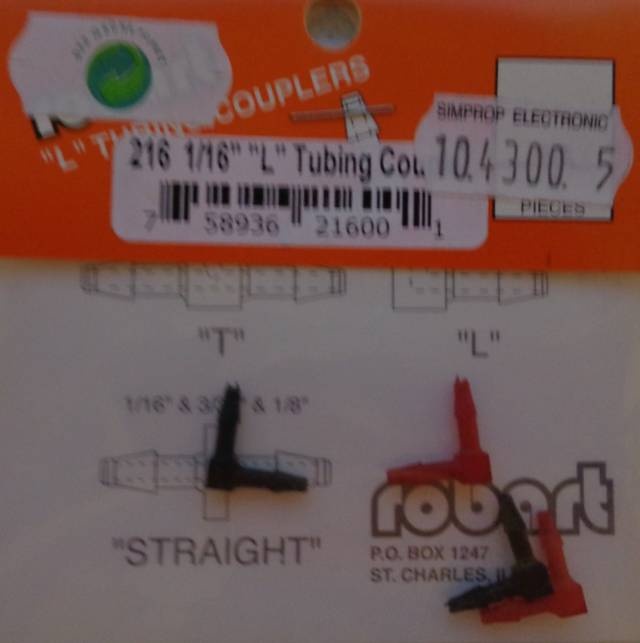 SIMPROP ELECTRONIC
10.4300. 5
"L" TUBING COUPLERS
216 1/16" "L" Tubing Cou
7 58936 21600 1
PIECES
"T" "L"
1/16" & & 1/8"
"STRAIGHT"
robart
P.O. BOX 1247
ST. CHARLES,